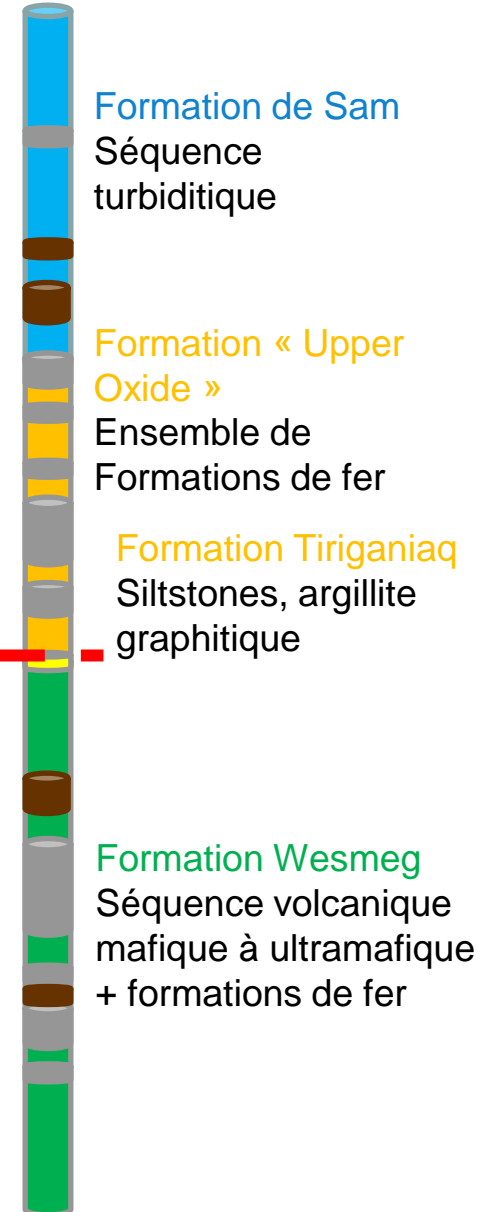 Formation de Sam
Séquence
turbiditique
Formation « Upper
Oxide »
Ensemble de
Formations de fer
Formation Tiriganiaq
Siltstones, argillite
graphitique
Formation Wesmeg
Séquence volcanique
mafique à ultramafique
+ formations de fer